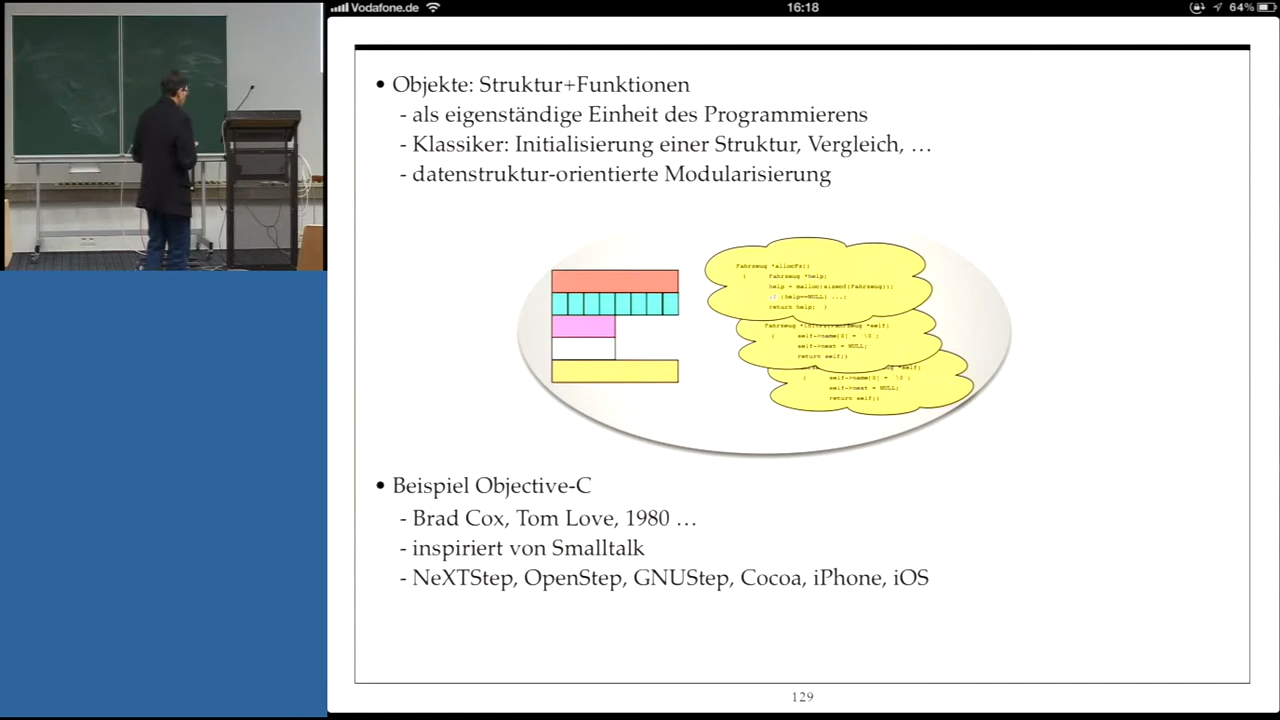 Vodafone.de 16:18 64%
• Objekte: Struktur+Funktionen
- als eigenständige Einheit des Programmierens
- Klassiker: Initialisierung einer Struktur, Vergleich, …
- datenstruktur-orientierte Modularisierung
Fahrzeug *allocFz()
{ Fahrzeug *help;
help = malloc(sizeof(Fahrzeug));
if (help==NULL) ...;
return help; }
self->name[0] = \0 ;
self->next = NULL;
return self;}
*self)
{ self->name[0] = \0 ;
self->next = NULL;
return self;}
• Beispiel Objective-C
- Brad Cox, Tom Love, 1980 …
- inspiriert von Smalltalk
- NeXTStep, OpenStep, GNUStep, Cocoa, iPhone, iOS
129